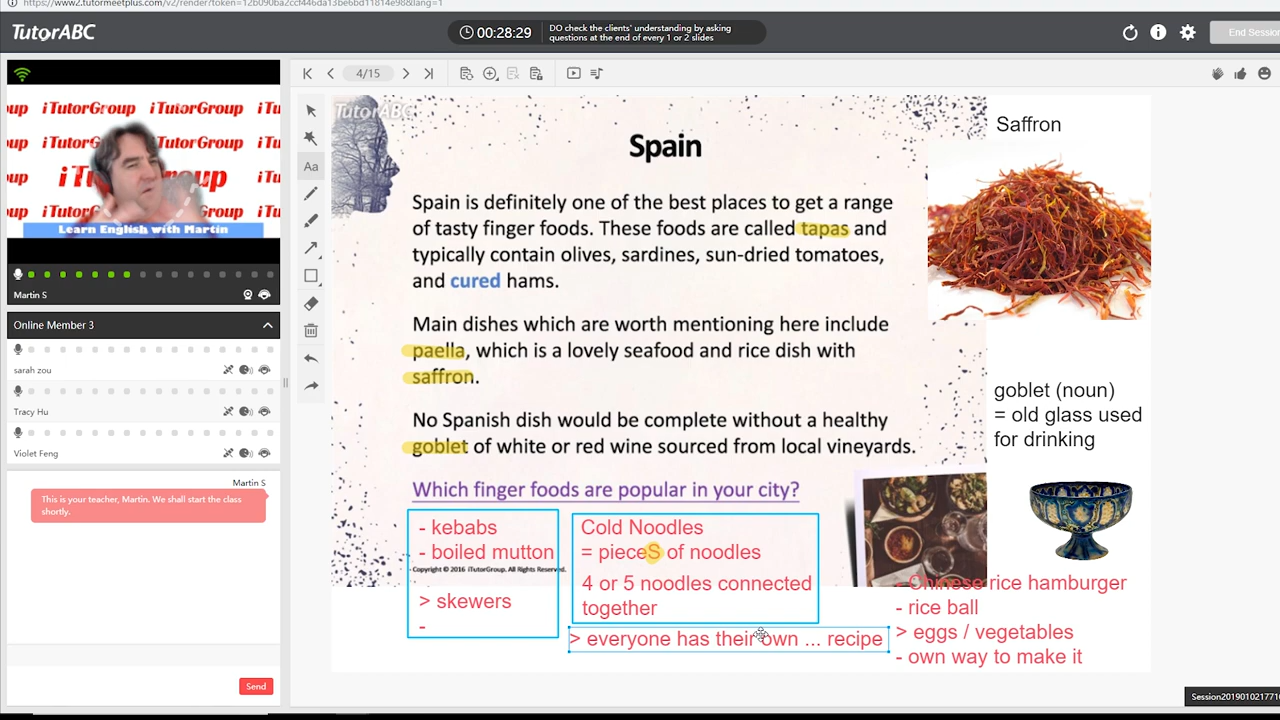 https://www2.tutormeetplus.com/v2/render?token=12b090ba2ccf446da13be6bd11814e98&lang=1
TutorABC
00:28:29
DO check the clients' understanding by asking
questions at the end of every 1 or 2 slides
End Session
4/15
iTutorGroup iTutorGroup
Learn English with Martin
Martin S
Online Member 3
sarah zou
Tracy Hu
Violet Feng
Martin S
This is your teacher, Martin. We shall start the class
shortly.
Send
Aa
TutorABC
Spain
Spain is definitely one of the best places to get a range
of tasty finger foods. These foods are called tapas and
typically contain olives, sardines, sun-dried tomatoes,
and cured hams.
Main dishes which are worth mentioning here include
paella, which is a lovely seafood and rice dish with
saffron.
No Spanish dish would be complete without a healthy
goblet of white or red wine sourced from local vineyards.
Which finger foods are popular in your city?
- kebabs
- boiled mutton
Copyright © 2016 iTutorGroup. All Rights Reserved.
> skewers
-
Cold Noodles
= pieceS of noodles
4 or 5 noodles connected
together
> everyone has their own ... recipe
Saffron
goblet (noun)
= old glass used
for drinking
- Chinese rice hamburger
- rice ball
> eggs / vegetables
- own way to make it